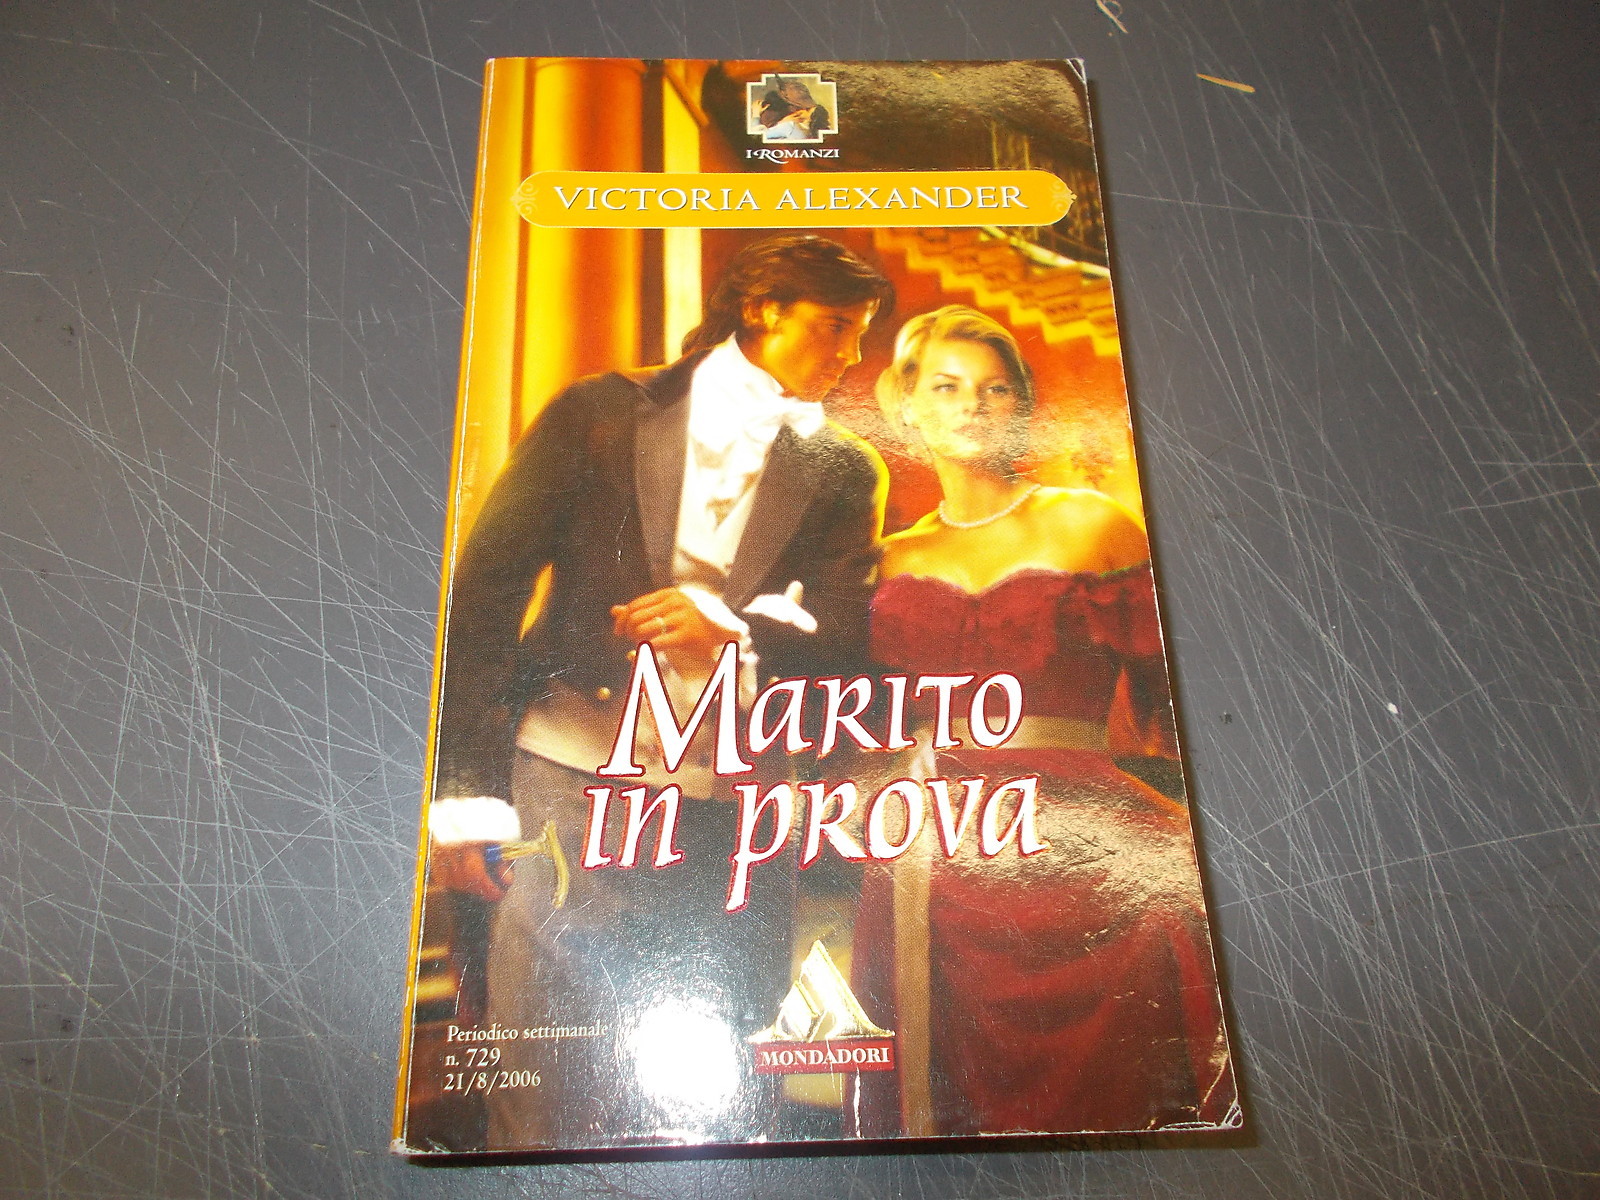 I ROMANZI
VICTORIA ALEXANDER
MARITO
IN PROVA
Periodico settimanale
n. 729
21/8/2006
MONDADORI